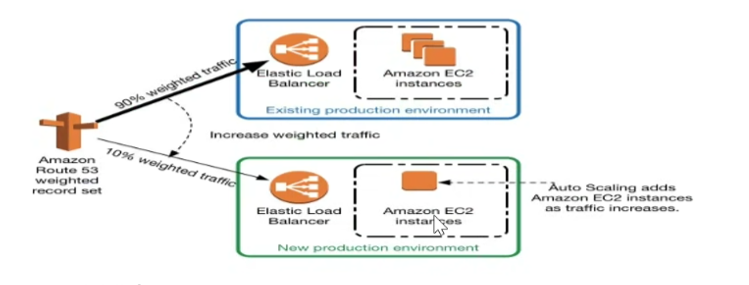 90% weighted traffic
Elastic Load
Balancer
Amazon EC2
instances
Existing production environment
Increase weighted traffic
Amazon
Route 53
weighted
record set
10% weighted traffic
Elastic Load
Balancer
Amazon EC2
instances
New production environment
Auto Scaling adds
Amazon EC2 instances
as traffic increases.